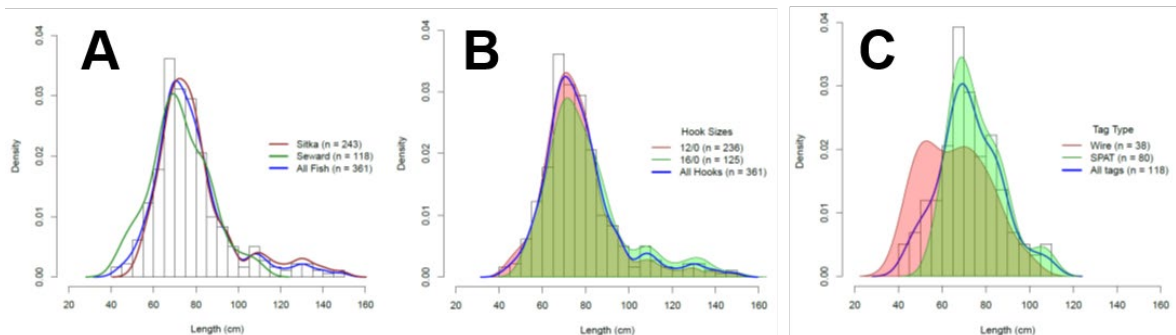 A
0.04
0.03
0.02
0.01
0.00
Density
Sitka (n = 243)
Seward (n = 118)
All Fish (n = 361)
20 40 60 80 100 120 140 160
Length (cm)
B
0.04
0.03
0.02
0.01
0.00
Density
Hook Sizes
12/0 (n = 236)
16/0 (n = 125)
All Hooks (n = 361)
20 40 60 80 100 120 140 160
Length (cm)
C
0.04
0.03
0.02
0.01
0.00
Density
Tag Type
Wire (n = 38)
SPAT (n = 80)
All tags (n = 118)
20 40 60 80 100 120 140 160
Length (cm)